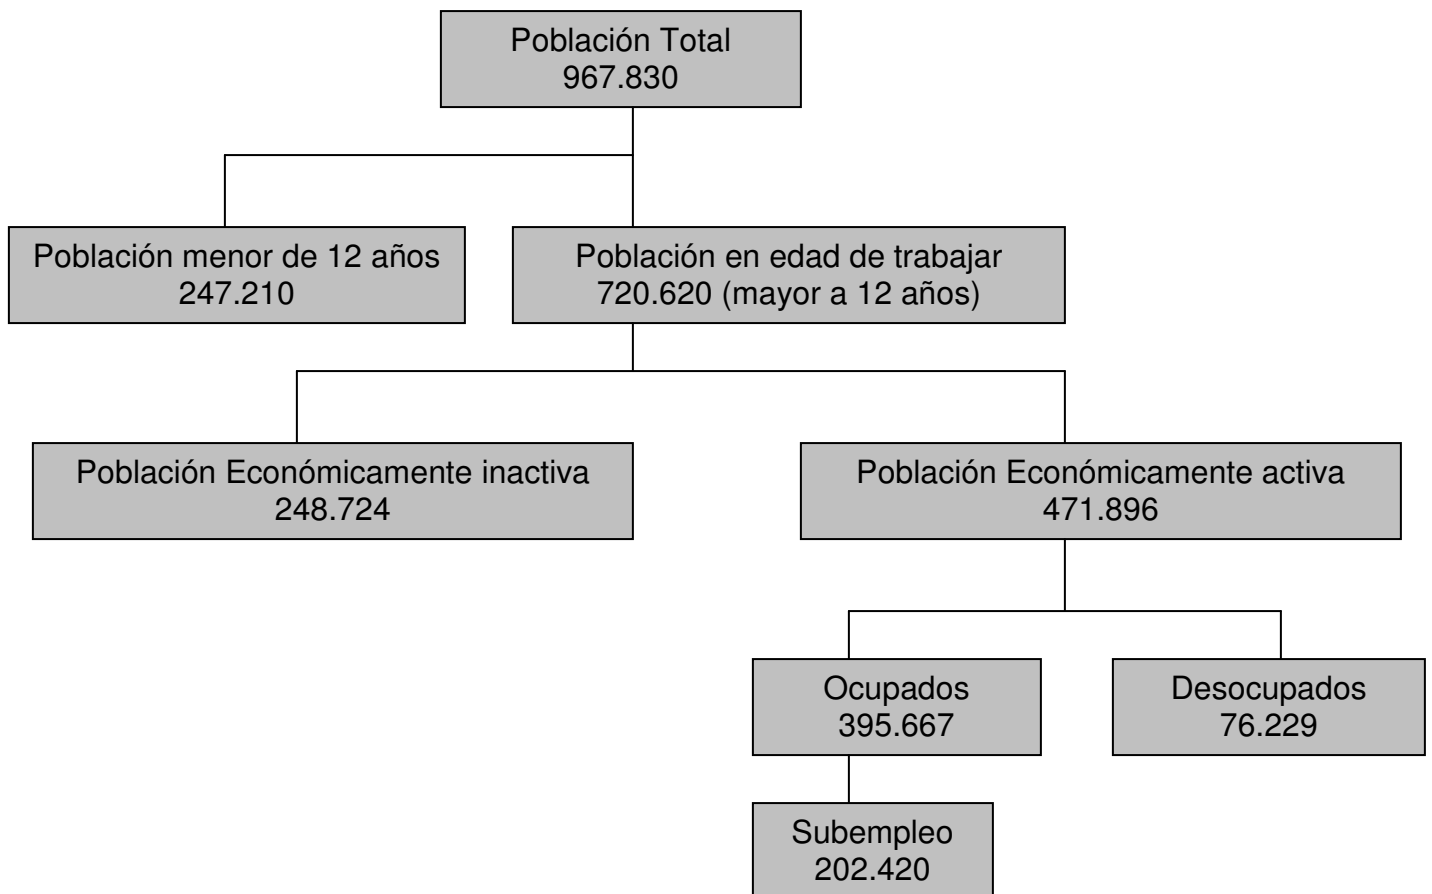 Población Total
967.830
Población menor de 12 años
247.210
Población en edad de trabajar
720.620 (mayor a 12 años)
Población Económicamente inactiva
248.724
Población Económicamente activa
471.896
Ocupados
395.667
Desocupados
76.229
Subempleo
202.420